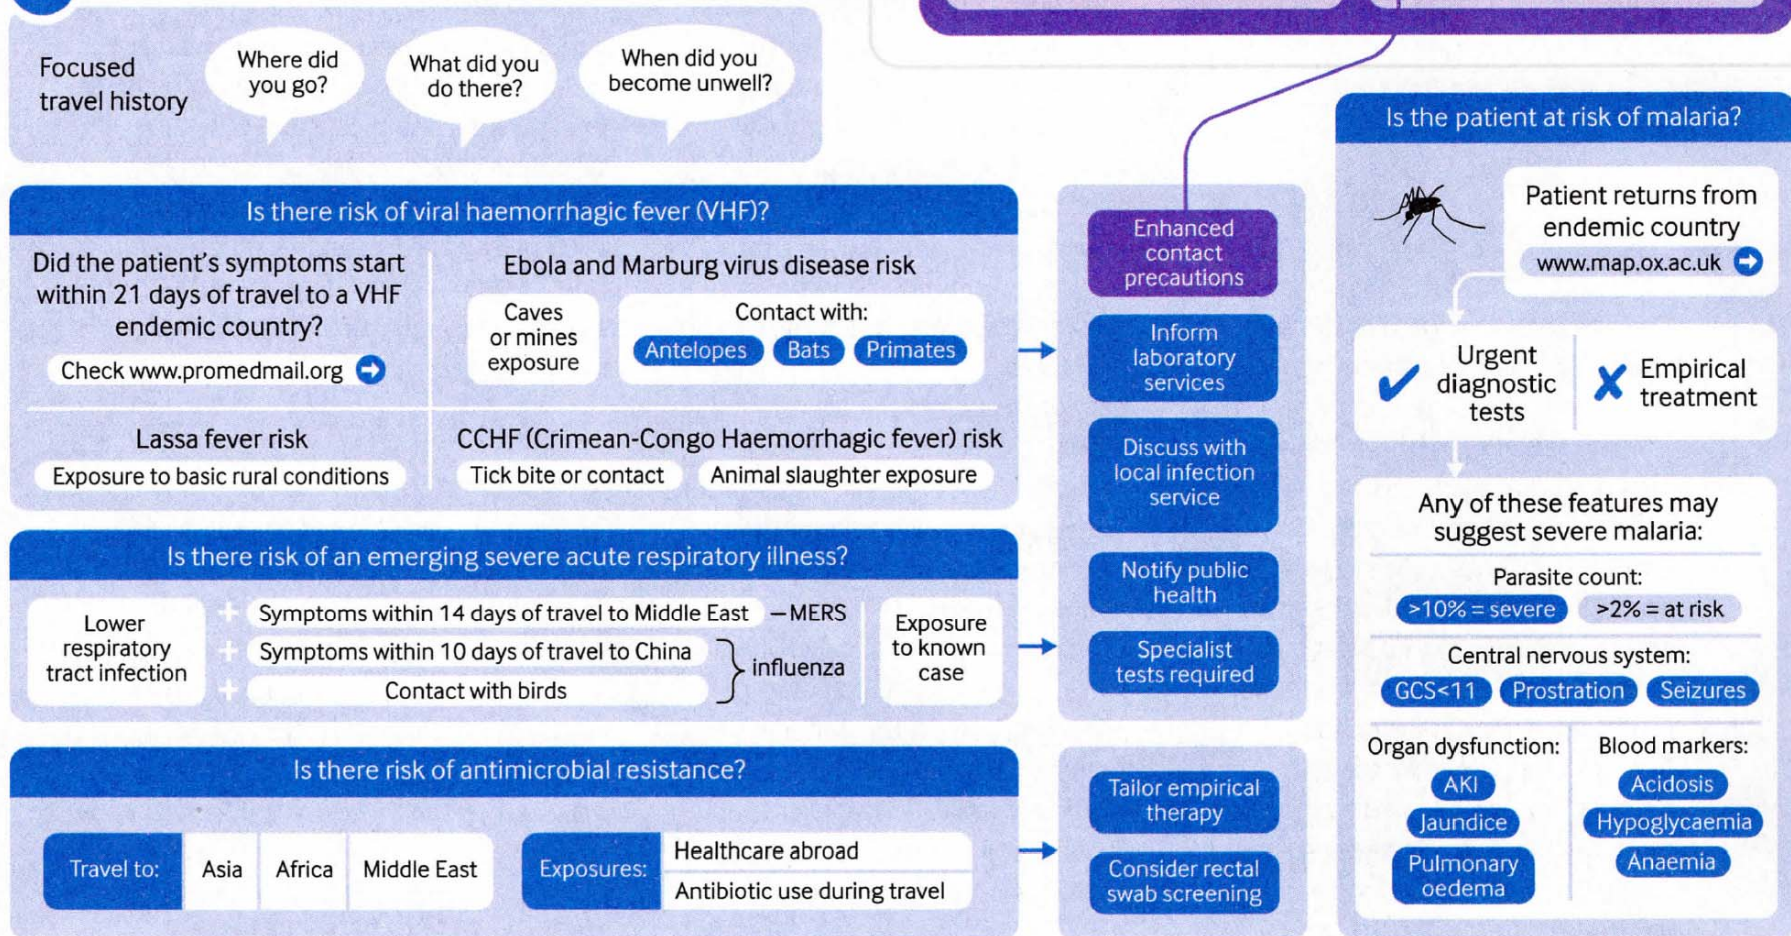 Focused
travel history
Where did
you go?
What did you
do there?
When did you
become unwell?
Is there risk of viral haemorrhagic fever (VHF)?
Did the patient's symptoms start
within 21 days of travel to a VHF
endemic country?
Check www.promedmail.org
Ebola and Marburg virus disease risk
Caves
or mines
exposure
Contact with:
Antelopes
Bats
Primates
Lassa fever risk
Exposure to basic rural conditions
CCHF (Crimean-Congo Haemorrhagic fever) risk
Tick bite or contact
Animal slaughter exposure
Is there risk of an emerging severe acute respiratory illness?
Lower
respiratory
tract infection
+ Symptoms within 14 days of travel to Middle East – MERS
+ Symptoms within 10 days of travel to China
+ Contact with birds
influenza
Exposure
to known
case
Enhanced
contact
precautions
Inform
laboratory
services
Discuss with
local infection
service
Notify public
health
Specialist
tests required
Is there risk of antimicrobial resistance?
Travel to:
Asia
Africa
Middle East
Exposures:
Healthcare abroad
Antibiotic use during travel
Tailor empirical
therapy
Consider rectal
swab screening
Is the patient at risk of malaria?
Patient returns from
endemic country
www.map.ox.ac.uk
Urgent
diagnostic
tests
Empirical
treatment
Any of these features may
suggest severe malaria:
Parasite count:
>10% = severe
>2% = at risk
Central nervous system:
GCS<11
Prostration
Seizures
Organ dysfunction:
AKI
Jaundice
Pulmonary
oedema
Blood markers:
Acidosis
Hypoglycaemia
Anaemia